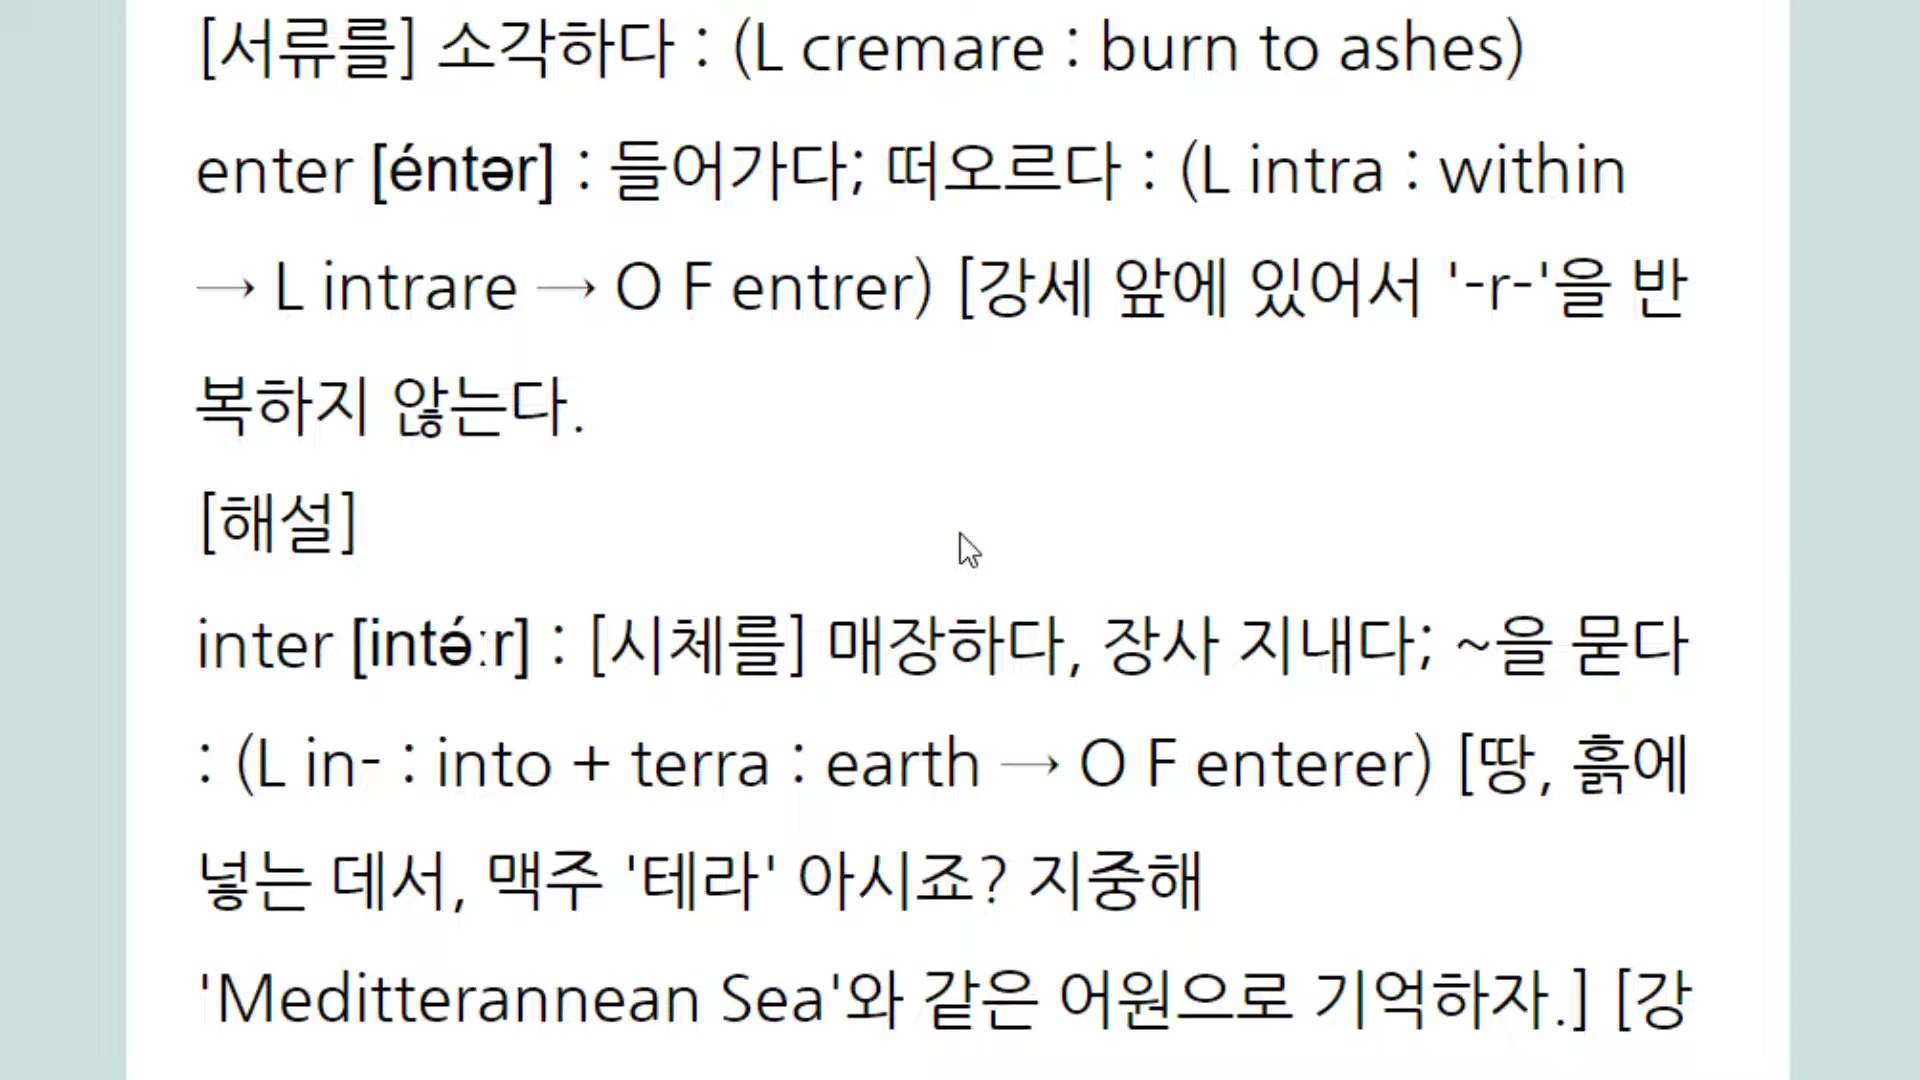 [서류를] 소각하다 : (L cremare : burn to ashes)
enter [éntər] : 들어가다; 떠오르다 : (L intra : within
→ L intrare → O F entrer) [강세 앞에 있어서 '-r-'을 반
복하지 않는다.
[해설]
inter [intə́ːr] : [시체를] 매장하다, 장사 지내다; ~을 묻다
: (L in- : into + terra : earth → O F enterer) [땅, 흙에
넣는 데서, 맥주 '테라' 아시죠? 지중해
'Meditterannean Sea'와 같은 어원으로 기억하자.] [강